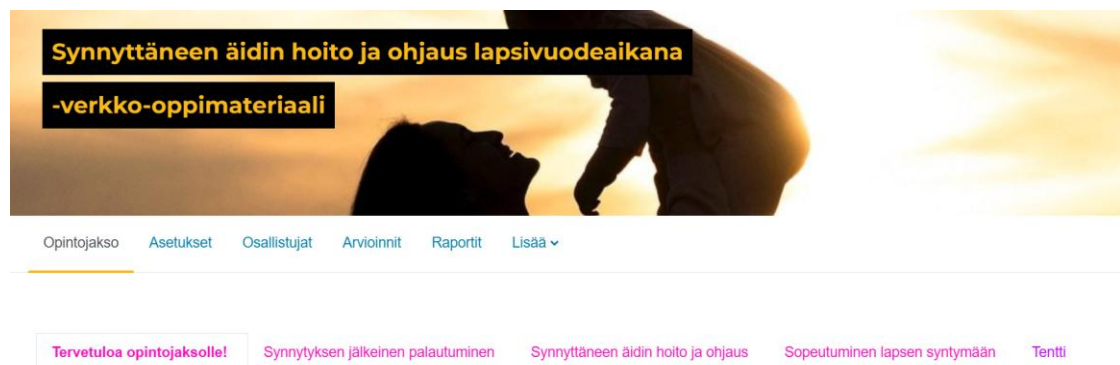 Synnyttäneen äidin hoito ja ohjaus lapsivuodeaikana
-verkko-oppimateriaali
Opintojakso Asetukset Osallistujat Arvioinnit Raportit Lisää
Tervetuloa opintojaksolle! Synnytyksen jälkeinen palautuminen Synnyttäneen äidin hoito ja ohjaus Sopeutuminen lapsen syntymään Tentti